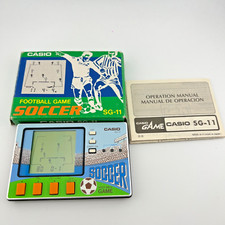 CASIO
FOOTBALL GAME
SOCCER
SG-11
OPERATION MANUAL
MANUAL DE OPERACION
GAME CASIO SG-11
CASIO
SOCCER
GAME